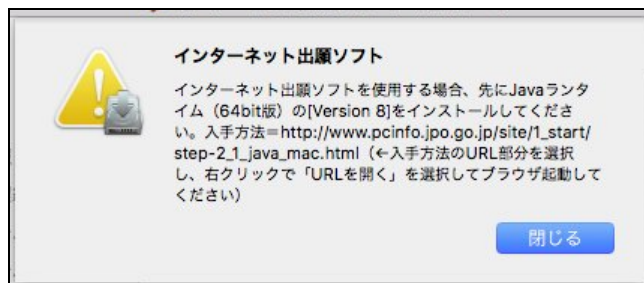 インターネット出願ソフト
インターネット出願ソフトを使用する場合、先にJavaランタ
イム（64bit版）の[Version 8]をインストールしてくださ
い。入手方法＝http://www.pcinfo.jpo.go.jp/site/1_start/
step-2_1_java_mac.html（←入手方法のURL部分を選択
し、右クリックで「URLを開く」を選択してブラウザ起動して
ください）
閉じる